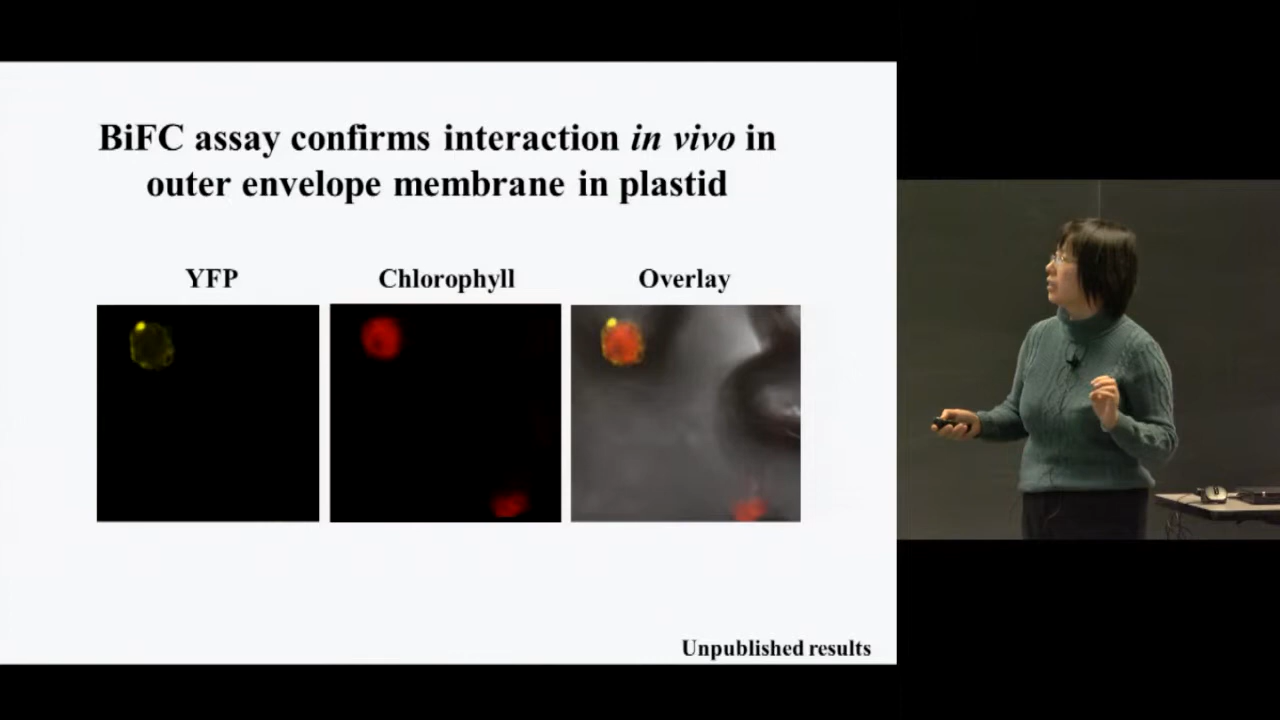 BiFC assay confirms interaction in vivo in
outer envelope membrane in plastid
YFP
Chlorophyll
Overlay
Unpublished results